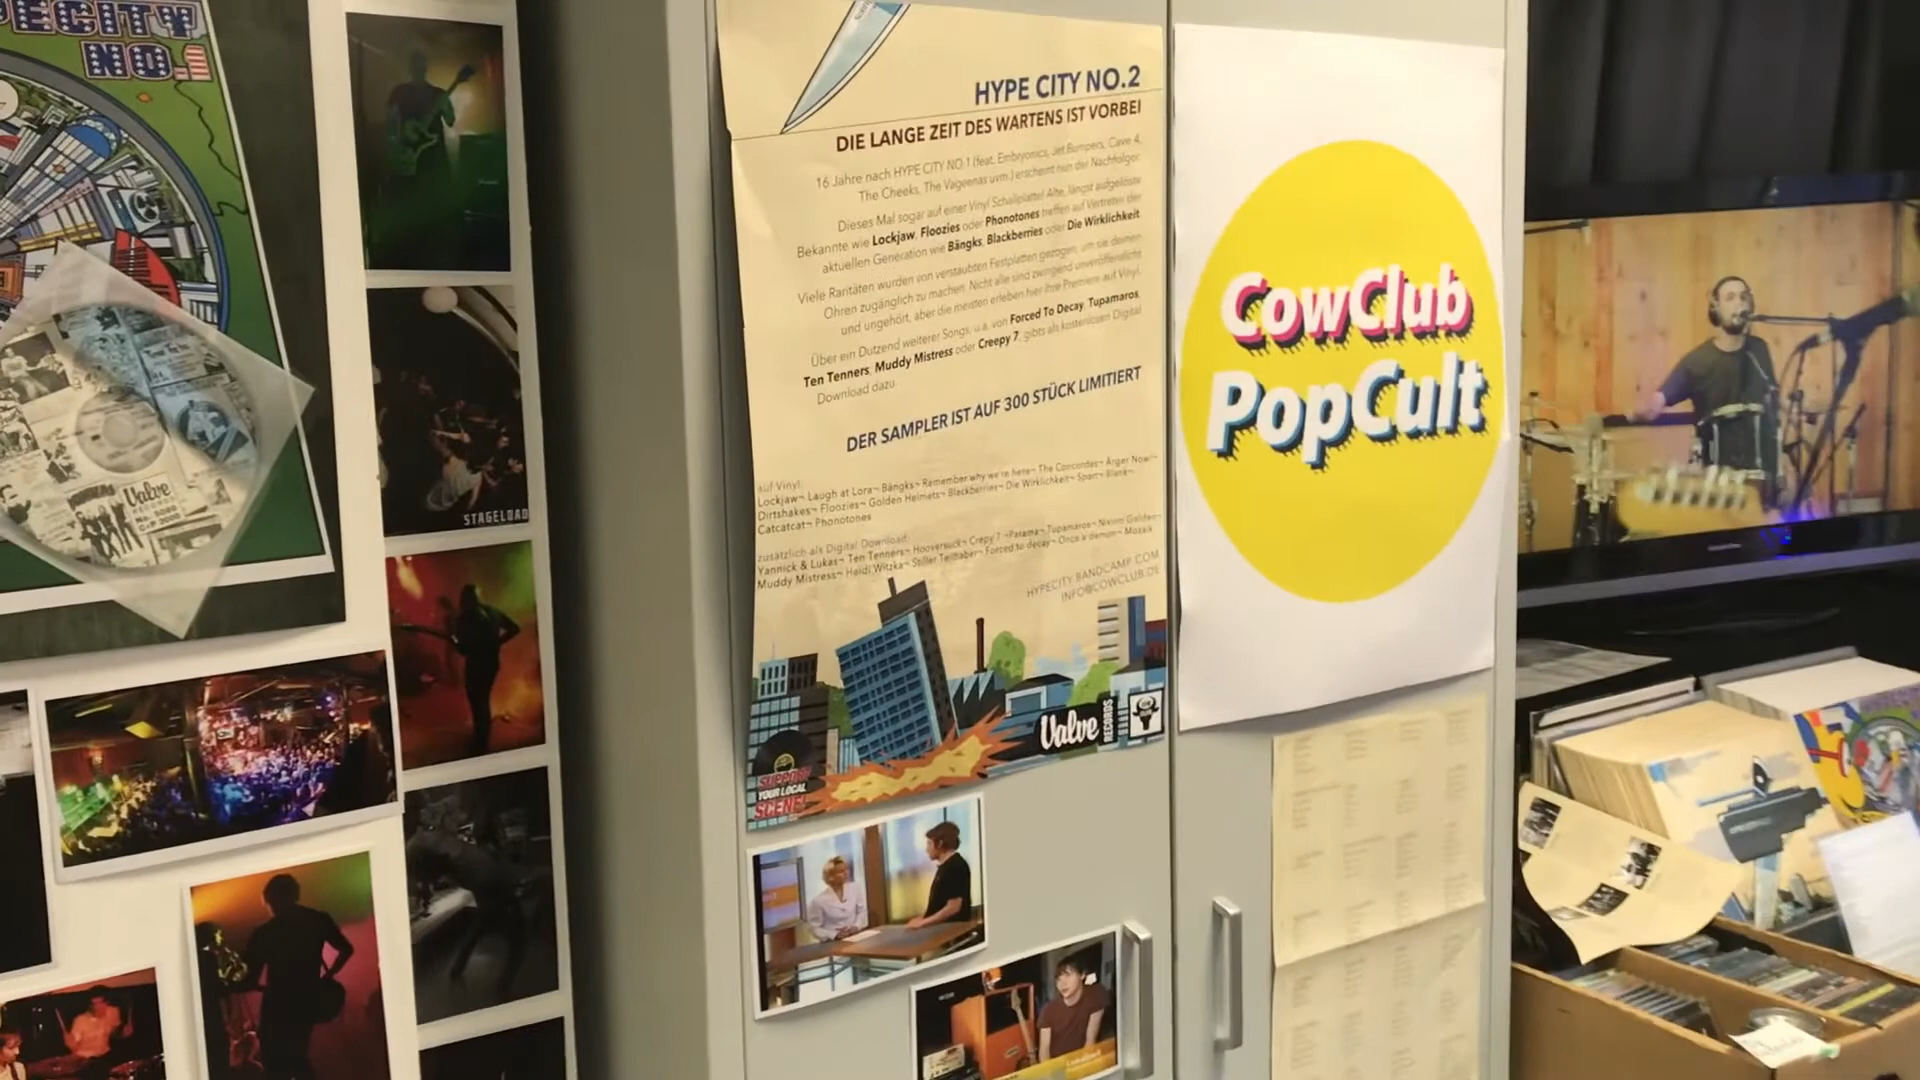 ECITY
NO.1
Valve
STAGELOAD
HYPE CITY NO.2
DIE LANGE ZEIT DES WARTENS IST VORBEI
16 Jahre nach HYPE CITY NO.1 (feat. Embryonics, Jet Bumpers, Cave 4,
The Cheeks, The Vageenas uvm.) erscheint nun der Nachfolger.
Dieses Mal sogar auf einer Vinyl Schallplatte! Alte, längst aufgelöste
Bekannte wie Lockjaw, Floozies oder Phonotones treffen auf Vertreter der
aktuellen Generation wie Bängks, Blackberries oder Die Wirklichkeit
Viele Raritäten wurden von verstaubten Festplatten gezogen, um sie deinen
Ohren zugänglich zu machen. Nicht alle sind zwingend unveröffentlicht
und ungehört, aber die meisten erleben hier ihre Premiere auf Vinyl.
Über ein Dutzend weiterer Songs, u.a. von Forced To Decay, Tupamaros,
Ten Tenners, Muddy Mistress oder Creepy 7, gibts als kostenlosen Digital
Download dazu.
DER SAMPLER IST AUF 300 STÜCK LIMITIERT
auf Vinyl:
Lockjaw~ Laugh at Lora~ Bängks~ Remember why we're here~ The Concordes~ Ärger Now!~
Dirtshakes~ Floozies~ Golden Helmets~ Blackberries~ Die Wirklichkeit~ Spart~ Blank~
Catcatcat~ Phonotones
zusätzlich als Digital Download:
Yannick & Lukas~ Ten Tenners~ Hooversuck~ Crepy 7 ~Panama~ Tupamaros~ Nikinni Golden~
Muddy Mistress~ Heidi Witzka~ Stiller Teilhaber~ Forced to decay~ Once a demon~ Mozaik
HYPECITY.BANDCAMP.COM
INFO@COWCLUB.DE
Valve
RECORDS
SUPPORT
YOUR LOCAL
SCENE!
CowClub
PopCult